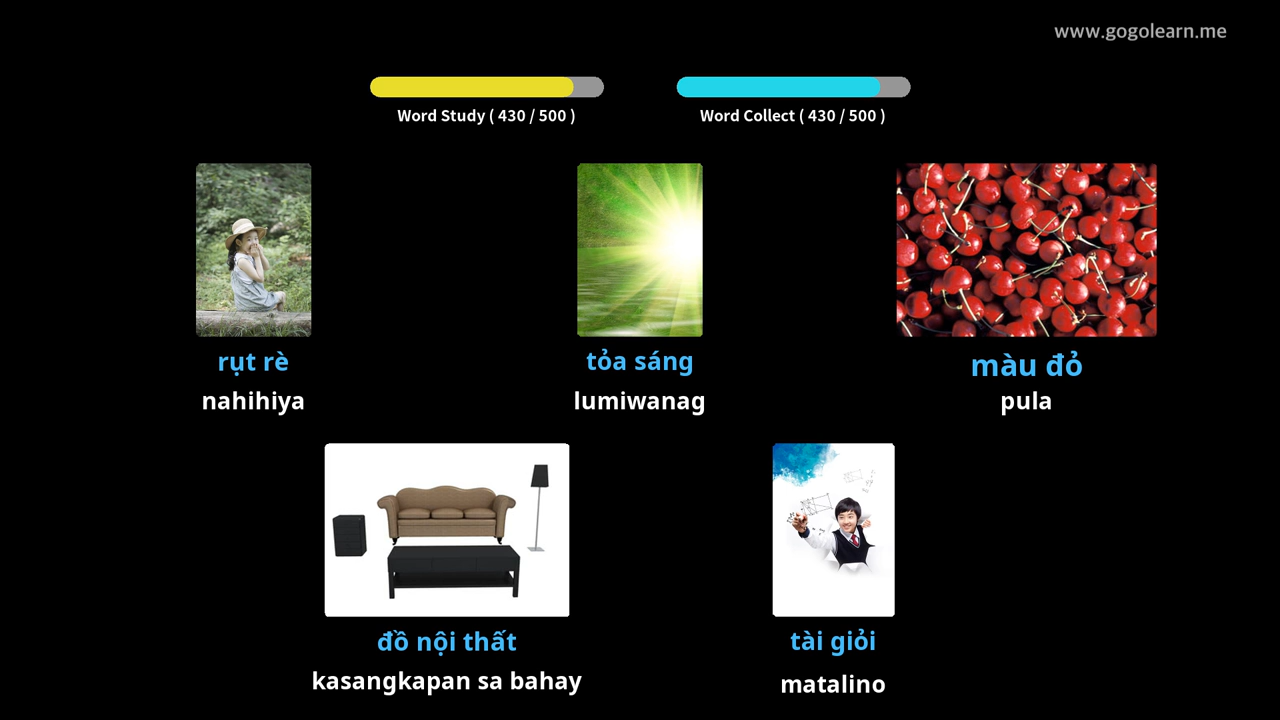 www.gogolearn.me
Word Study ( 430 / 500 )
Word Collect ( 430 / 500 )
rụt rè
nahihiya
tỏa sáng
lumiwanag
màu đỏ
pula
đồ nội thất
kasangkapan sa bahay
tài giỏi
matalino